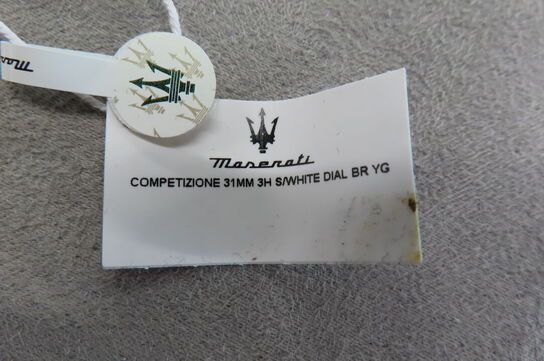 Maserati
COMPETIZIONE 31MM 3H S/WHITE DIAL BR YG